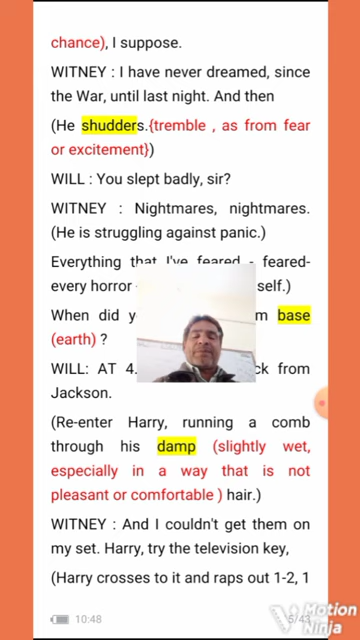 chance), I suppose.
WITNEY : I have never dreamed, since
the War, until last night. And then
(He shudders.{tremble , as from fear
or excitement})
WILL : You slept badly, sir?
WITNEY : Nightmares, nightmares.
(He is struggling against panic.)
Everything that I've feared - feared-
every horror self.)
When did m base
(earth) ?
WILL: AT 4. ck from
Jackson.
(Re-enter Harry, running a comb
through his damp (slightly wet,
especially in a way that is not
pleasant or comfortable ) hair.)
WITNEY : And I couldn't get them on
my set. Harry, try the television key,
(Harry crosses to it and raps out 1-2, 1
10:48
5/43
Motion
Ninja